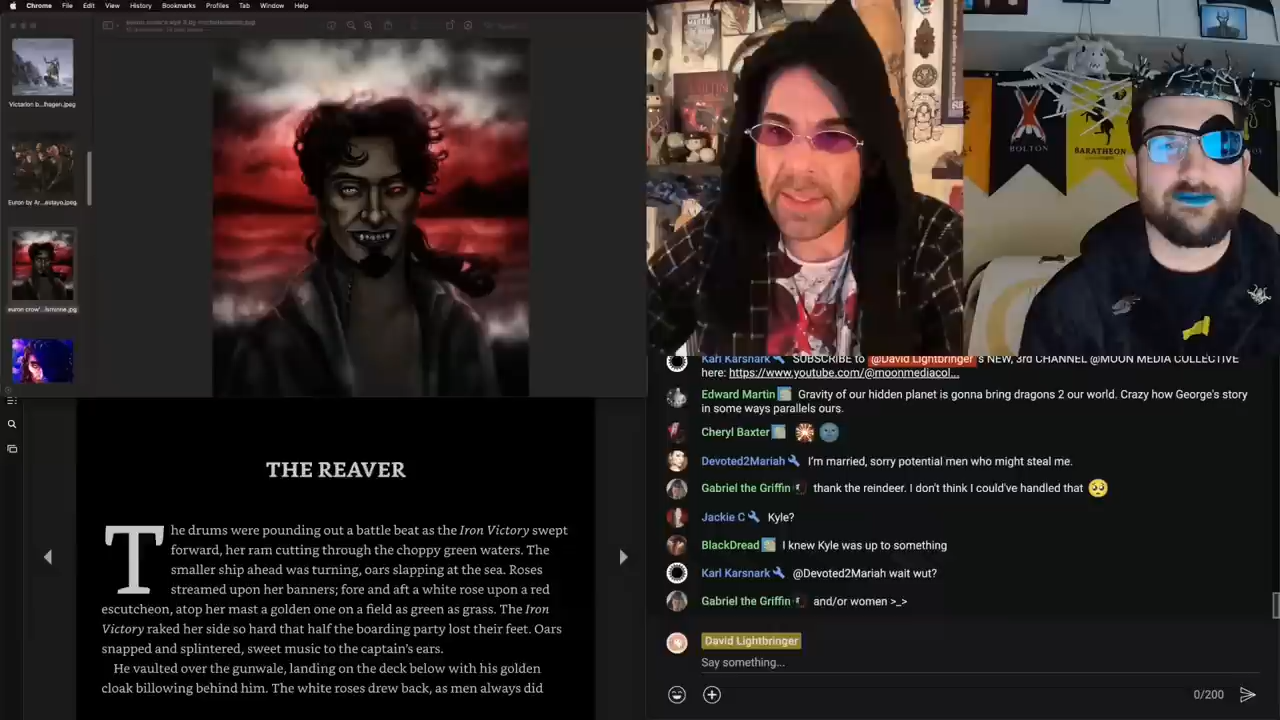 Chrome File Edit View History Bookmarks Profiles Tab Window Help
Victarion b...lhagen.jpeg
Euron by Ar...avtayo.jpeg
euron crow'...lsminne.jpg
MARTIN
BOLTON
BARATHEON
THE REAVER
The drums were pounding out a battle beat as the Iron Victory swept
forward, her ram cutting through the choppy green waters. The
smaller ship ahead was turning, oars slapping at the sea. Roses
streamed upon her banners; fore and aft a white rose upon a red
escutcheon, atop her mast a golden one on a field as green as grass. The Iron
Victory raked her side so hard that half the boarding party lost their feet. Oars
snapped and splintered, sweet music to the captain's ears.
He vaulted over the gunwale, landing on the deck below with his golden
cloak billowing behind him. The white roses drew back, as men always did
Karl Karsnark SUBSCRIBE to @David Lightbringer 's NEW, 3rd CHANNEL @MOON MEDIA COLLECTIVE
here: https://www.youtube.com/@moonmediacol...
Edward Martin Gravity of our hidden planet is gonna bring dragons 2 our world. Crazy how George's story
in some ways parallels ours.
Cheryl Baxter
Devoted2Mariah I'm married, sorry potential men who might steal me.
Gabriel the Griffin thank the reindeer. I don't think I could've handled that 🥺
Jackie C Kyle?
BlackDread I knew Kyle was up to something
Karl Karsnark @Devoted2Mariah wait wut?
Gabriel the Griffin and/or women >_>
David Lightbringer
Say something...
0/200